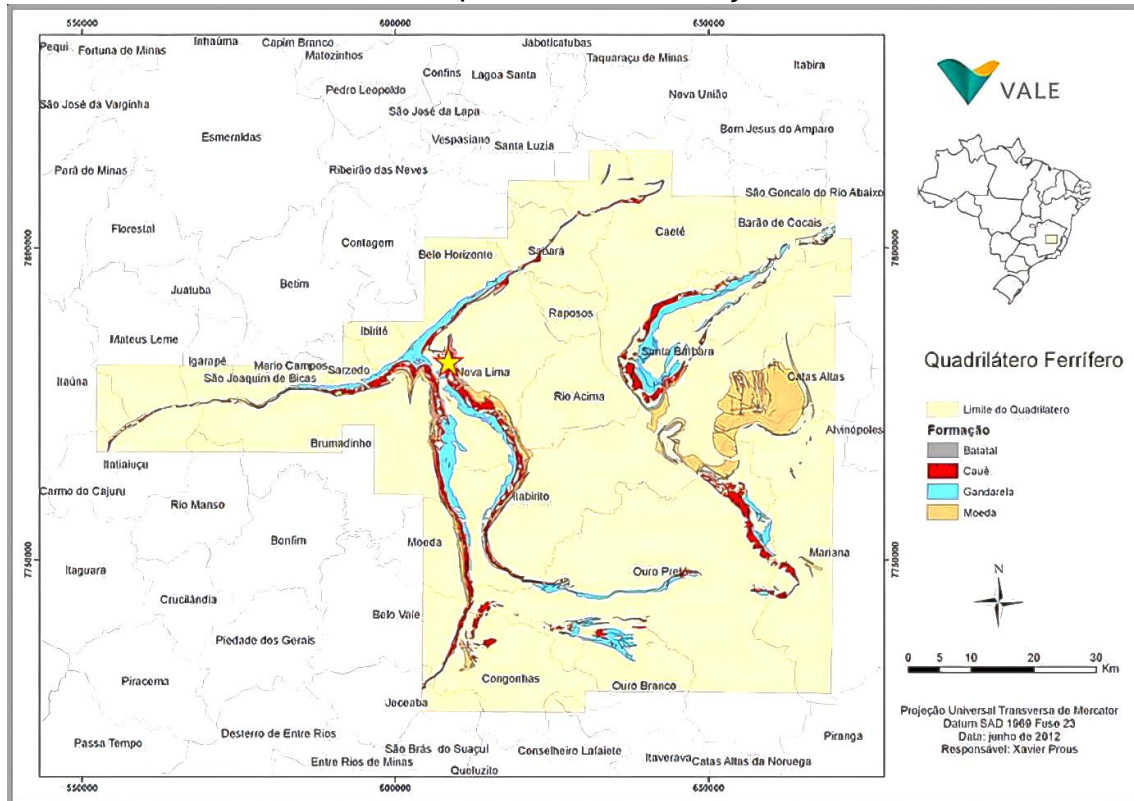 550000 600000 650000
Pequi
Fortuna de Minas
Inhaúma
Capim Branco
Matozinhos
Jaboticatubas
Taquaraçu de Minas
Itabira
Confins
Lagoa Santa
Pedro Leopoldo
Nova União
São José da Varginha
São José da Lapa
Esmeraldas
Vespasiano
Santa Luzia
Bom Jesus do Amparo
Pará de Minas
Ribeirão das Neves
São Gonçalo do Rio Abaixo
Florestal
Contagem
Caeté
Barão de Cocais
7800000
7800000
Belo Horizonte
Sabará
Juatuba
Betim
Raposos
Ibirité
Mateus Leme
Santa Bárbara
Igarapé
Mario Campos
Sarzedo
Nova Lima
Itaúna
São Joaquim de Bicas
Catas Altas
Rio Acima
Alvinópoles
Brumadinho
Itatiaiuçu
Carmo do Cajuru
Rio Manso
Itabirito
Bonfim
Moeda
Mariana
7750000
7750000
Itaguara
Ouro Preto
Crucilândia
Belo Vale
Piedade dos Gerais
Piracema
Congonhas
Ouro Branco
Jeceaba
Passa Tempo
Desterro de Entre Rios
São Brás do Suaçuí
Conselheiro Lafaiete
Piranga
Entre Rios de Minas
Itaverava
Catas Altas da Noruega
Queluzito
550000 600000 650000
VALE
Quadrilátero Ferrífero
Limite do Quadrilatero
Formação
Batatal
Cauê
Gandarela
Moeda
N
0 5 10 20 30
Km
Projeção Universal Transversa de Mercator
Datum SAD 1969 Fuso 23
Data: junho de 2012
Responsável: Xavier Prous